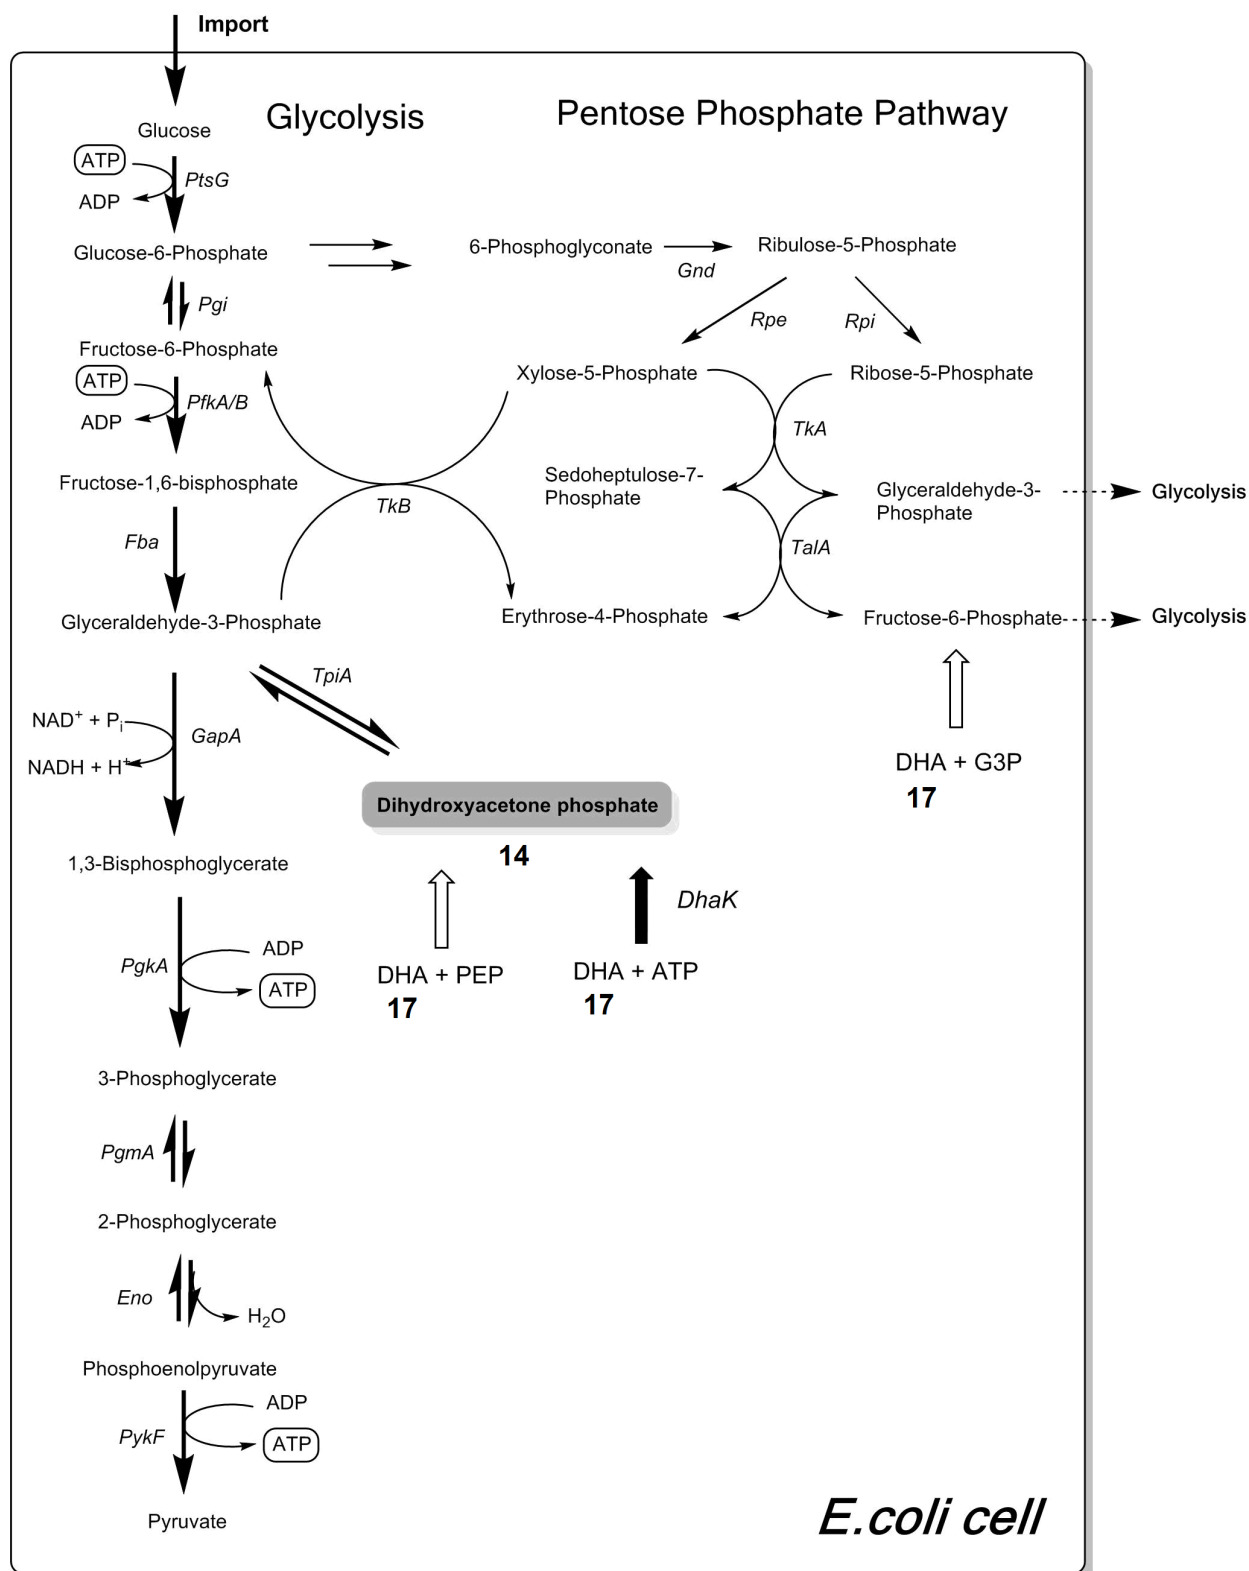 Import
Glycolysis
Pentose Phosphate Pathway
Glucose
ATP
PtsG
ADP
Glucose-6-Phosphate
6-Phosphoglyconate
Gnd
Ribulose-5-Phosphate
Pgi
Rpe
Rpi
Fructose-6-Phosphate
Xylose-5-Phosphate
Ribose-5-Phosphate
ATP
PfkA/B
ADP
TkA
Fructose-1,6-bisphosphate
TkB
Sedoheptulose-7-
Phosphate
Glyceraldehyde-3-
Phosphate
Glycolysis
Fba
TalA
Glyceraldehyde-3-Phosphate
Erythrose-4-Phosphate
Fructose-6-Phosphate
Glycolysis
TpiA
NAD+ + Pi
GapA
NADH + H+
DHA + G3P
17
Dihydroxyacetone phosphate
14
1,3-Bisphosphoglycerate
DhaK
PgkA
ADP
ATP
DHA + PEP
17
DHA + ATP
17
3-Phosphoglycerate
PgmA
2-Phosphoglycerate
Eno
H2O
Phosphoenolpyruvate
ADP
PykF
ATP
Pyruvate
E.coli cell